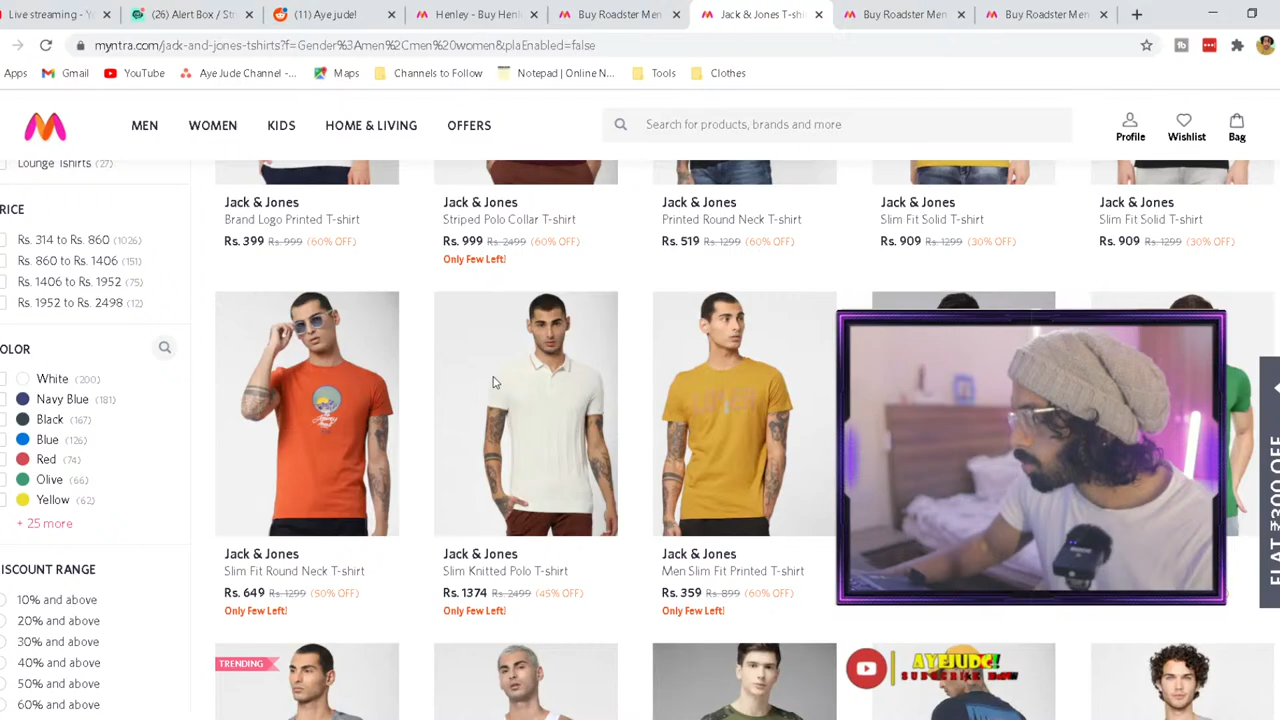 Live streaming - Y
(26) Alert Box / Str
(11) Aye jude!
Henley - Buy Henl
Buy Roadster Men
Jack & Jones T-shi
Buy Roadster Men
Buy Roadster Men
myntra.com/jack-and-jones-tshirts?f=Gender%3Amen%2Cmen%20women&plaEnabled=false
Apps
Gmail
YouTube
Aye Jude Channel -...
Maps
Channels to Follow
Notepad | Online N...
Tools
Clothes
MEN
WOMEN
KIDS
HOME & LIVING
OFFERS
Search for products, brands and more
Profile
Wishlist
Bag
Lounge Tshirts (27)
RICE
Rs. 314 to Rs. 860 (1026)
Rs. 860 to Rs. 1406 (151)
Rs. 1406 to Rs. 1952 (75)
Rs. 1952 to Rs. 2498 (12)
OLOR
White (200)
Navy Blue (181)
Black (167)
Blue (126)
Red (74)
Olive (66)
Yellow (62)
+ 25 more
ISCOUNT RANGE
10% and above
20% and above
30% and above
40% and above
50% and above
60% and above
Jack & Jones
Brand Logo Printed T-shirt
Rs. 399 Rs. 999 (60% OFF)
Jack & Jones
Striped Polo Collar T-shirt
Rs. 999 Rs. 2499 (60% OFF)
Only Few Left!
Jack & Jones
Printed Round Neck T-shirt
Rs. 519 Rs. 1299 (60% OFF)
Jack & Jones
Slim Fit Solid T-shirt
Rs. 909 Rs. 1299 (30% OFF)
Jack & Jones
Slim Fit Solid T-shirt
Rs. 909 Rs. 1299 (30% OFF)
Jack & Jones
Slim Fit Round Neck T-shirt
Rs. 649 Rs. 1299 (50% OFF)
Only Few Left!
Jack & Jones
Slim Knitted Polo T-shirt
Rs. 1374 Rs. 2499 (45% OFF)
Jack & Jones
Men Slim Fit Printed T-shirt
Rs. 359 Rs. 899 (60% OFF)
Only Few Left!
FLAT ₹300 OFF
TRENDING
AYEJUDE!
SUBSCRIBE NOW